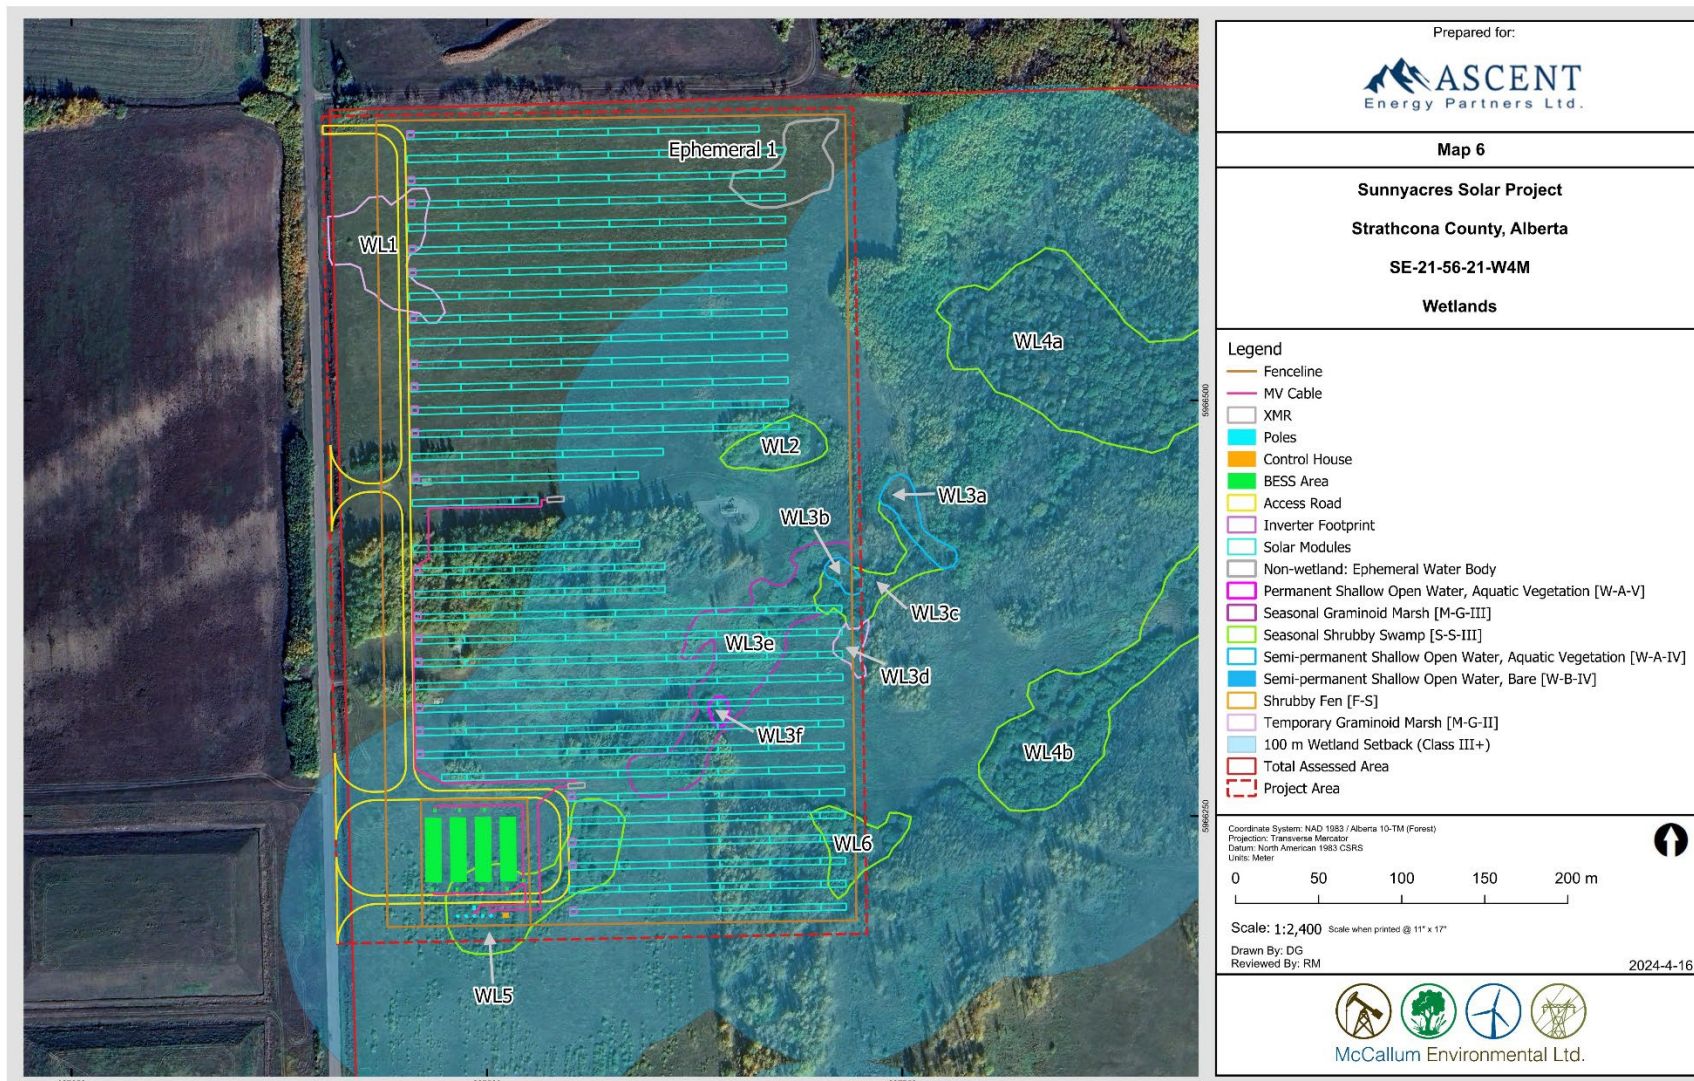 Ephemeral 1
WL1
WL4a
WL2
WL3a
WL3b
WL3c
WL3e
WL3d
WL3f
WL4b
WL6
WL5
5966500
5966250
Prepared for:
ASCENT
Energy Partners Ltd.
Map 6
Sunnyacres Solar Project
Strathcona County, Alberta
SE-21-56-21-W4M
Wetlands
Legend
Fenceline
MV Cable
XMR
Poles
Control House
BESS Area
Access Road
Inverter Footprint
Solar Modules
Non-wetland: Ephemeral Water Body
Permanent Shallow Open Water, Aquatic Vegetation [W-A-V]
Seasonal Graminoid Marsh [M-G-III]
Seasonal Shrubby Swamp [S-S-III]
Semi-permanent Shallow Open Water, Aquatic Vegetation [W-A-IV]
Semi-permanent Shallow Open Water, Bare [W-B-IV]
Shrubby Fen [F-S]
Temporary Graminoid Marsh [M-G-II]
100 m Wetland Setback (Class III+)
Total Assessed Area
Project Area
Coordinate System: NAD 1983 / Alberta 10-TM (Forest)
Projection: Transverse Mercator
Datum: North American 1983 CSRS
Units: Meter
0 50 100 150 200 m
Scale: 1:2,400 Scale when printed @ 11" x 17"
Drawn By: DG
Reviewed By: RM
2024-4-16
McCallum Environmental Ltd.